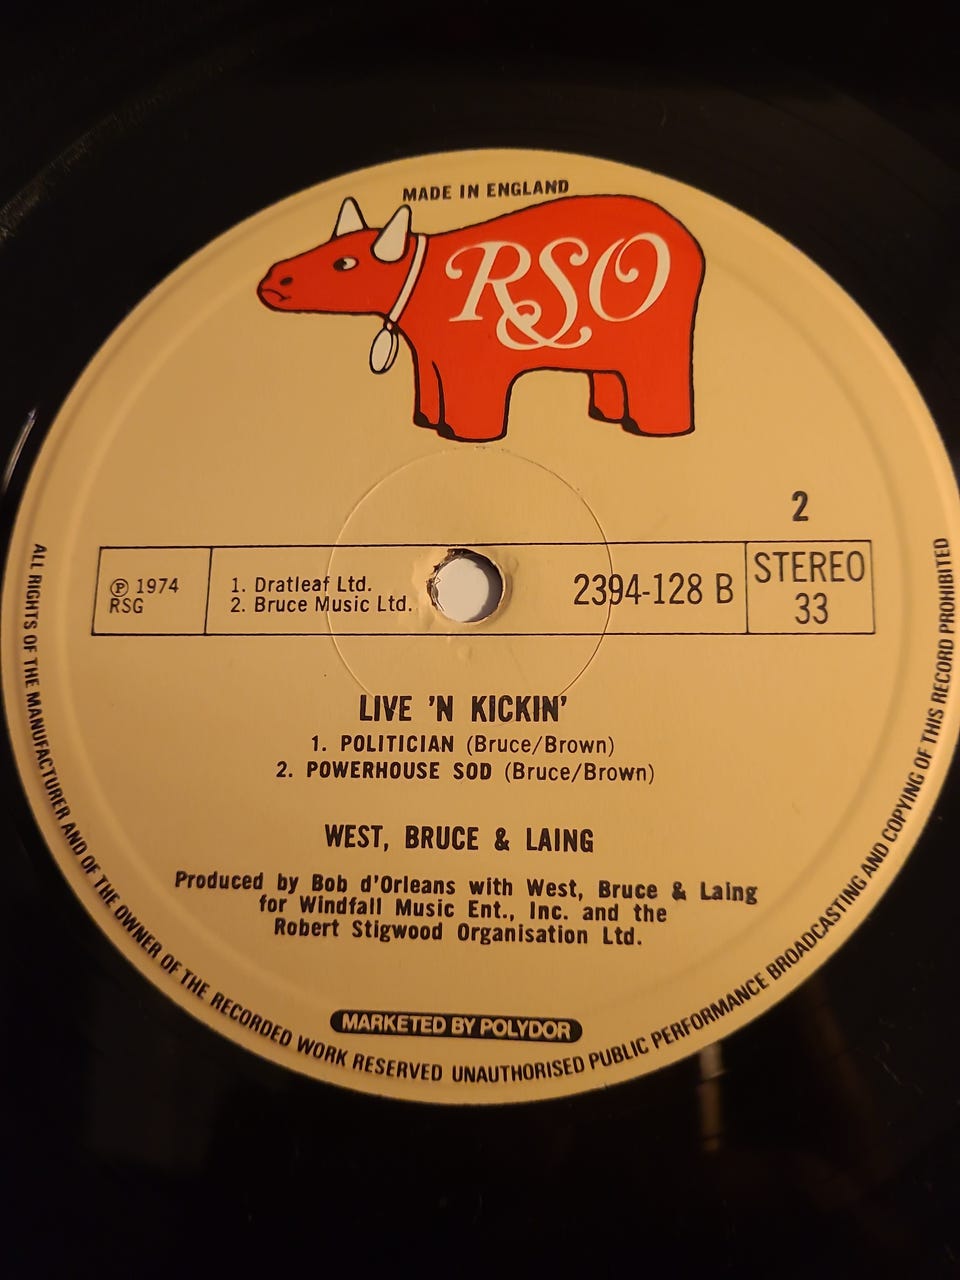 MADE IN ENGLAND
RSO
2
Ⓟ 1974
RSG
1. Dratleaf Ltd.
2. Bruce Music Ltd.
2394-128 B
STEREO
33
LIVE 'N KICKIN'
1. POLITICIAN (Bruce/Brown)
2. POWERHOUSE SOD (Bruce/Brown)
WEST, BRUCE & LAING
Produced by Bob d'Orleans with West, Bruce & Laing
for Windfall Music Ent., Inc. and the
Robert Stigwood Organisation Ltd.
MARKETED BY POLYDOR
ALL RIGHTS OF THE MANUFACTURER AND OF THE OWNER OF THE RECORDED WORK RESERVED UNAUTHORISED PUBLIC PERFORMANCE BROADCASTING AND COPYING OF THIS RECORD PROHIBITED